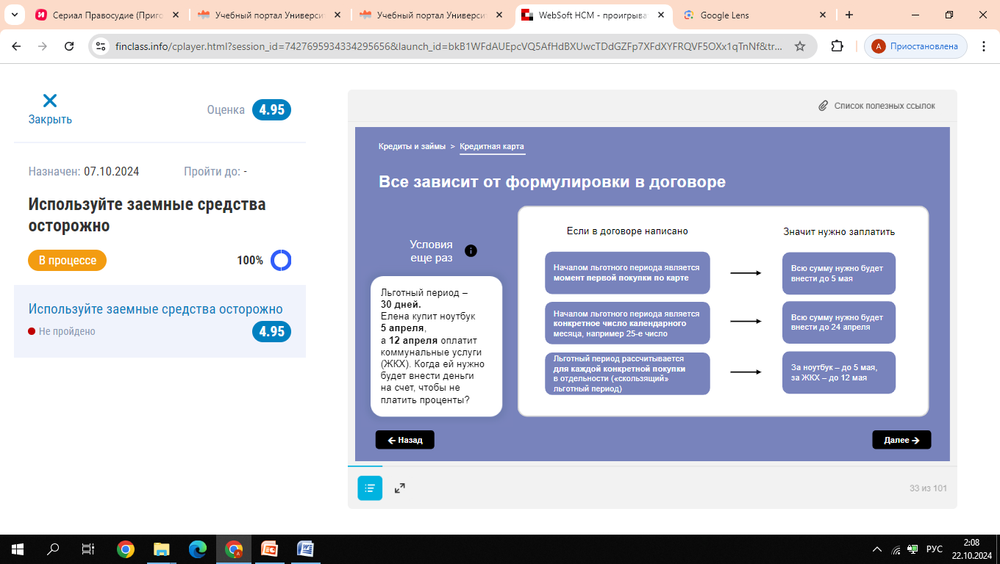 Сериал Правосудие (Приго
Учебный портал Универси
Учебный портал Универси
WebSoft HCM - проигрыва
Google Lens
finclass.info/cplayer.html?session_id=7427695934334295656&launch_id=bkB1WFdAUEpcVQ5AfHdBXUwcTDdGZFp7XFdXYFRQVF5OXx1qTnNf&tr...
А
Приостановлена
Закрыть
Оценка 4.95
Назначен: 07.10.2024
Пройти до: -
Используйте заемные средства
осторожно
В процессе
100%
Используйте заемные средства осторожно
Не пройдено
4.95
Список полезных ссылок
Кредиты и займы > Кредитная карта
Все зависит от формулировки в договоре
Условия
еще раз
Льготный период –
30 дней.
Елена купит ноутбук
5 апреля,
а 12 апреля оплатит
коммунальные услуги
(ЖКХ). Когда ей нужно
будет внести деньги
на счет, чтобы не
платить проценты?
Если в договоре написано
Значит нужно заплатить
Началом льготного периода является
момент первой покупки по карте
Всю сумму нужно будет
внести до 5 мая
Началом льготного периода является
конкретное число календарного
месяца, например 25-е число
Всю сумму нужно будет
внести до 24 апреля
Льготный период рассчитывается
для каждой конкретной покупки
в отдельности («скользящий»
льготный период)
За ноутбук – до 5 мая,
за ЖКХ – до 12 мая
Назад
Далее
33 из 101
РУС
2:08
22.10.2024